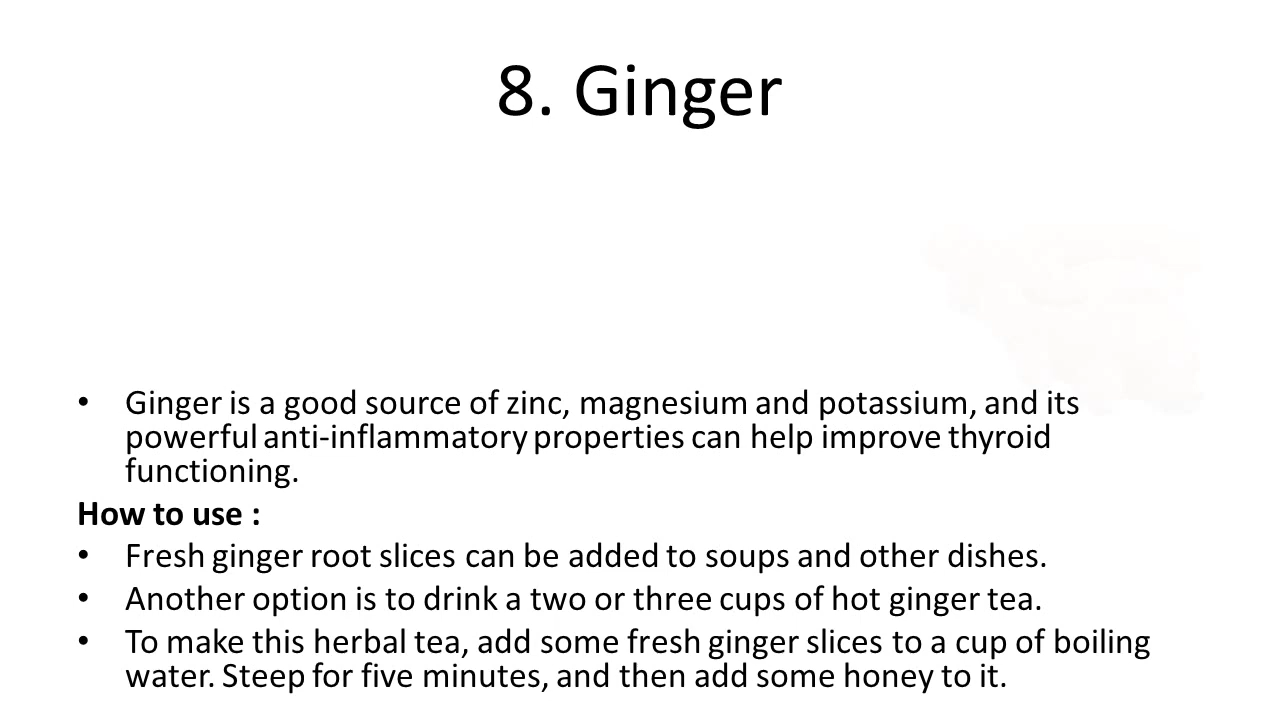 8. Ginger
• Ginger is a good source of zinc, magnesium and potassium, and its
powerful anti-inflammatory properties can help improve thyroid
functioning.
How to use :
• Fresh ginger root slices can be added to soups and other dishes.
• Another option is to drink a two or three cups of hot ginger tea.
• To make this herbal tea, add some fresh ginger slices to a cup of boiling
water. Steep for five minutes, and then add some honey to it.